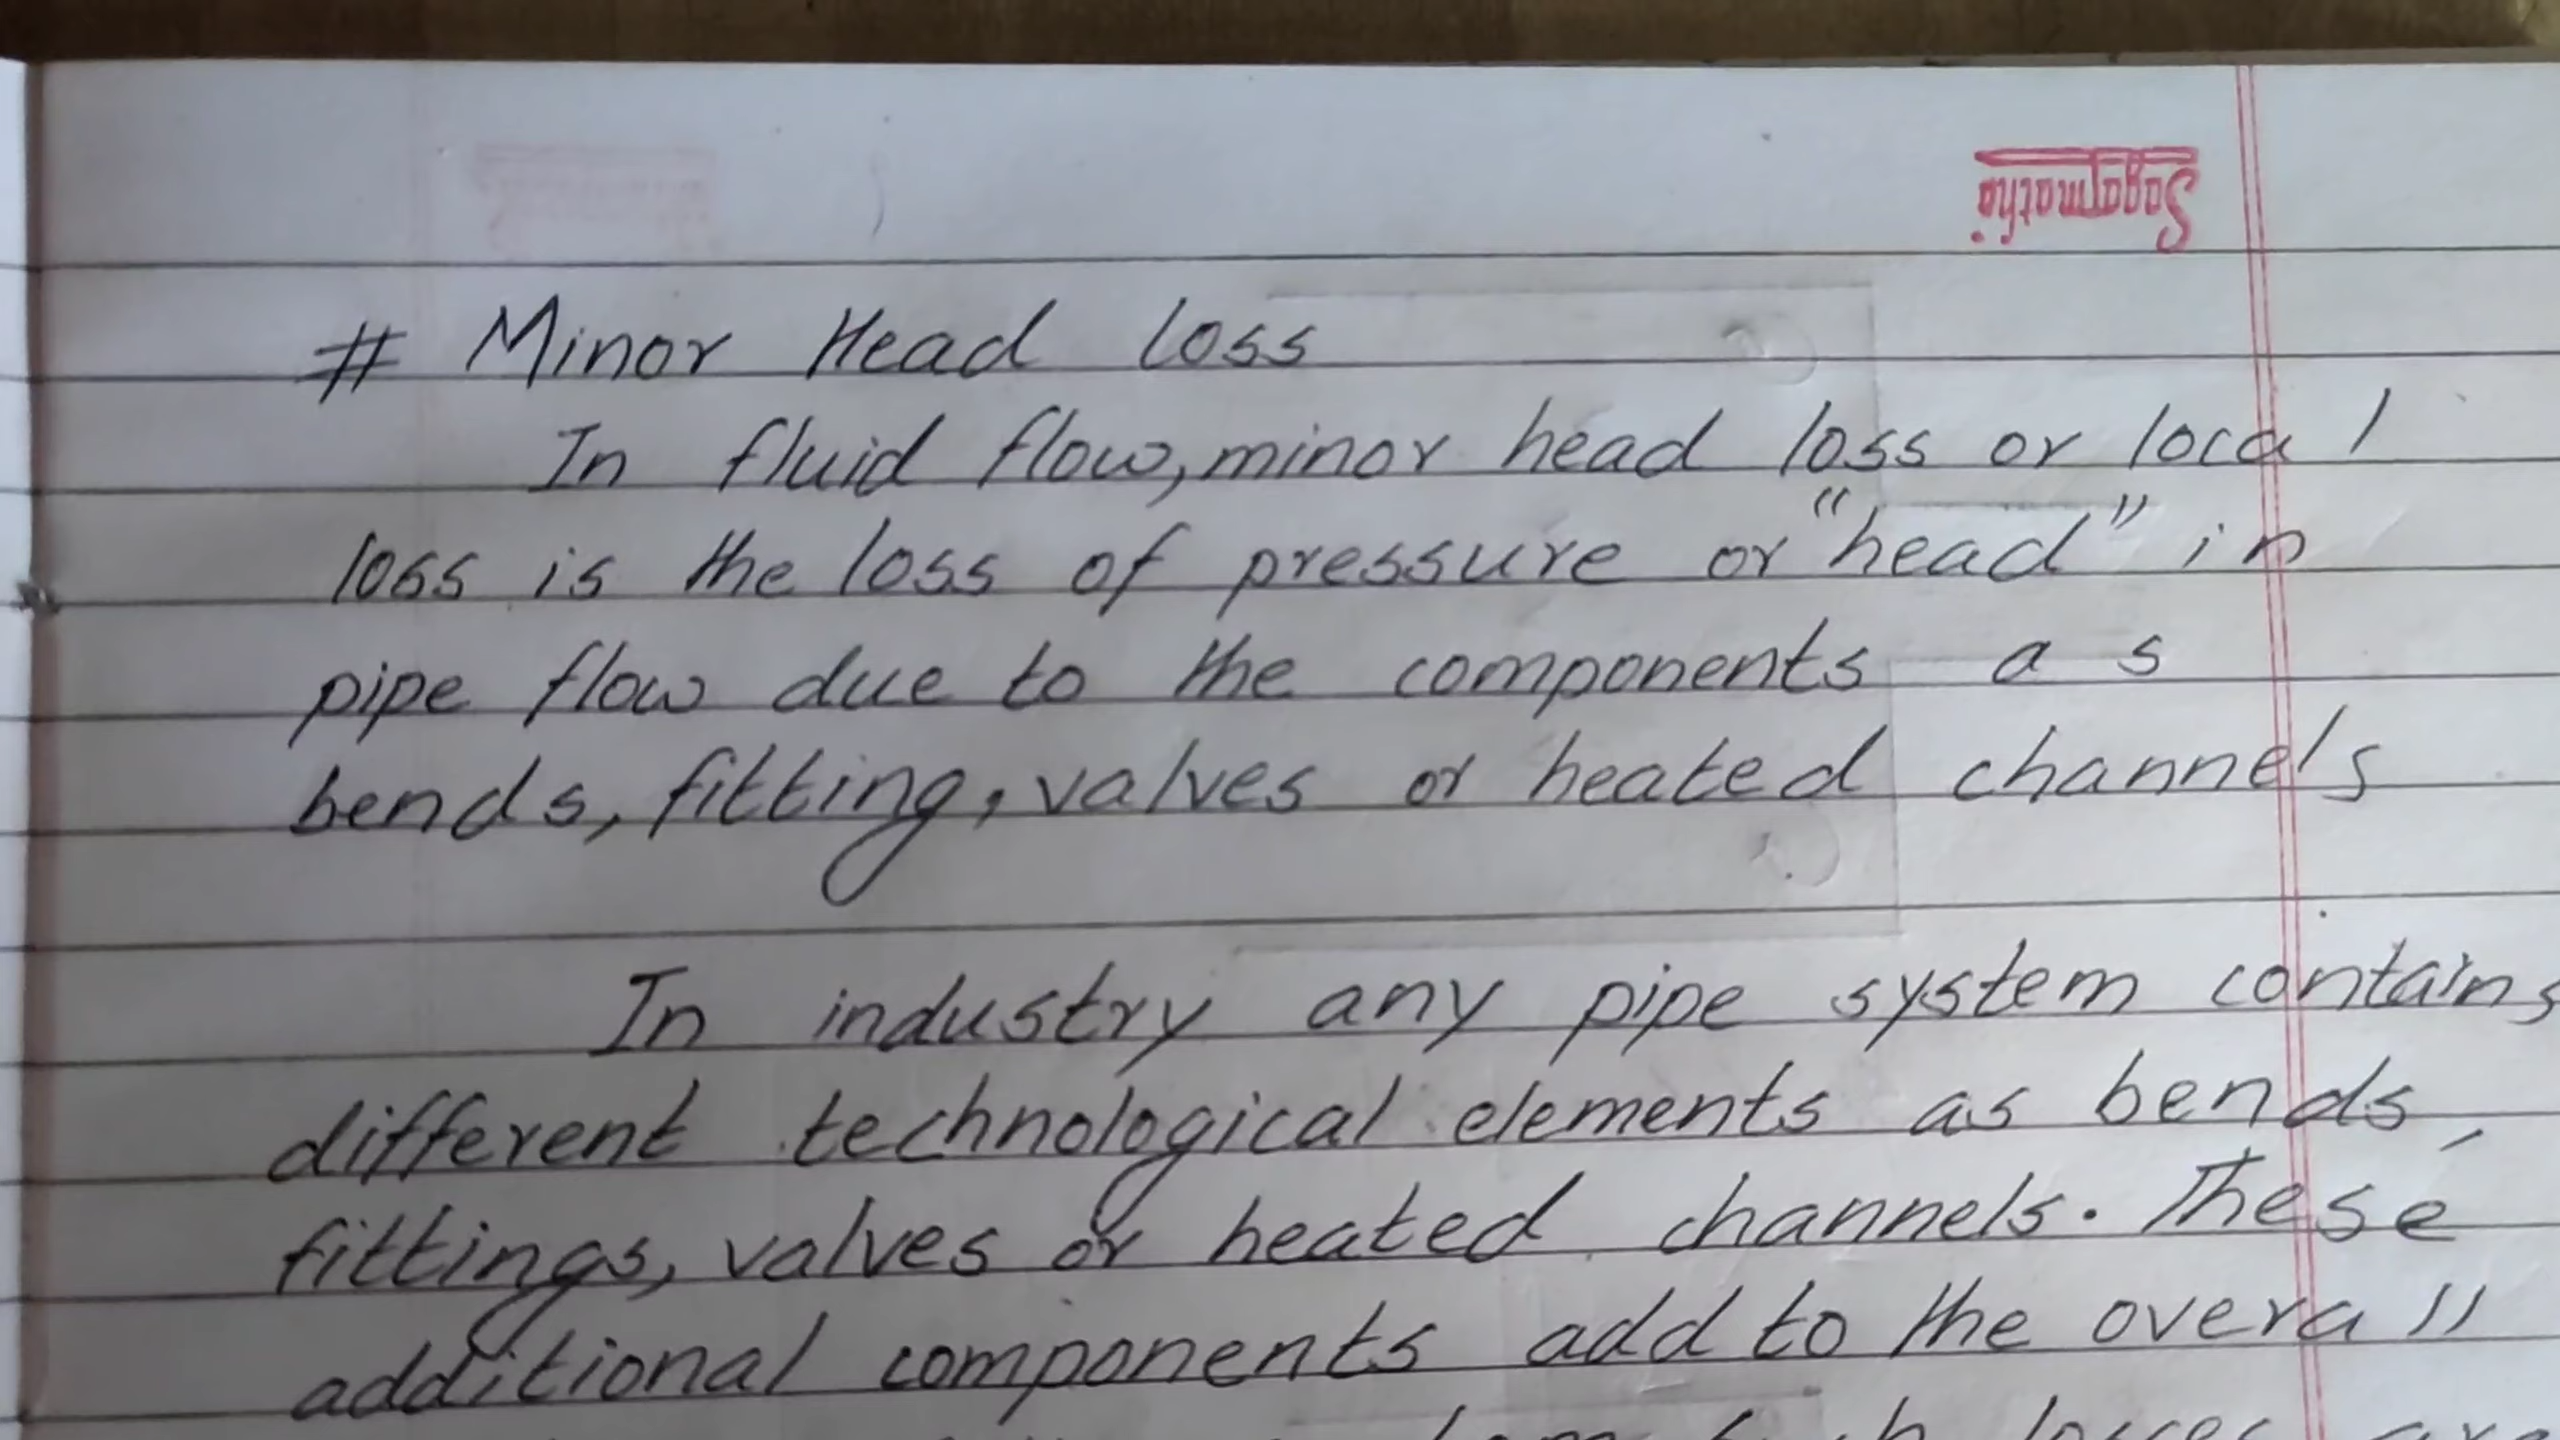 Sagarmatha
# Minor Head loss
In fluid flow, minor head loss or local
loss is the loss of pressure or "head" in
pipe flow due to the components as
bends, fitting, valves or heated channels
In industry any pipe system contains
different technological elements as bends,
fittings, valves or heated channels. These
additional components add to the overall
losses are